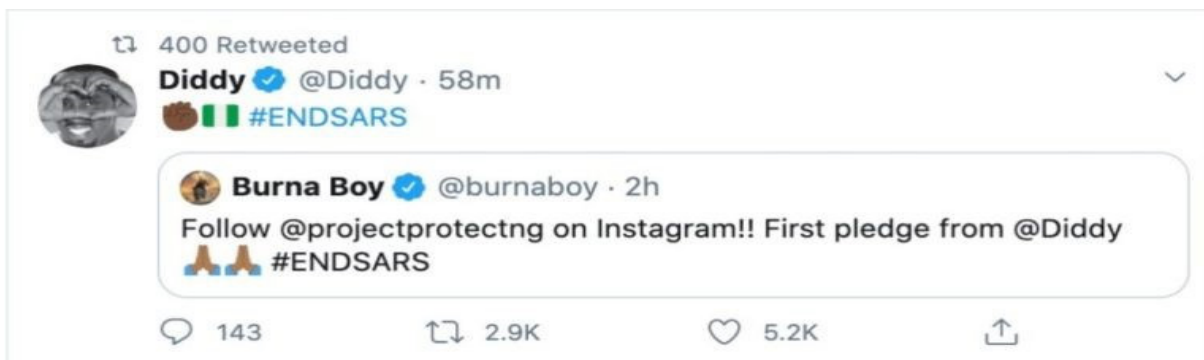 400 Retweeted
Diddy @Diddy · 58m
✊🏾🇳🇬 #ENDSARS
Burna Boy @burnaboy · 2h
Follow @projectprotectng on Instagram!! First pledge from @Diddy
🙏🏽🙏🏽 #ENDSARS
143 2.9K 5.2K